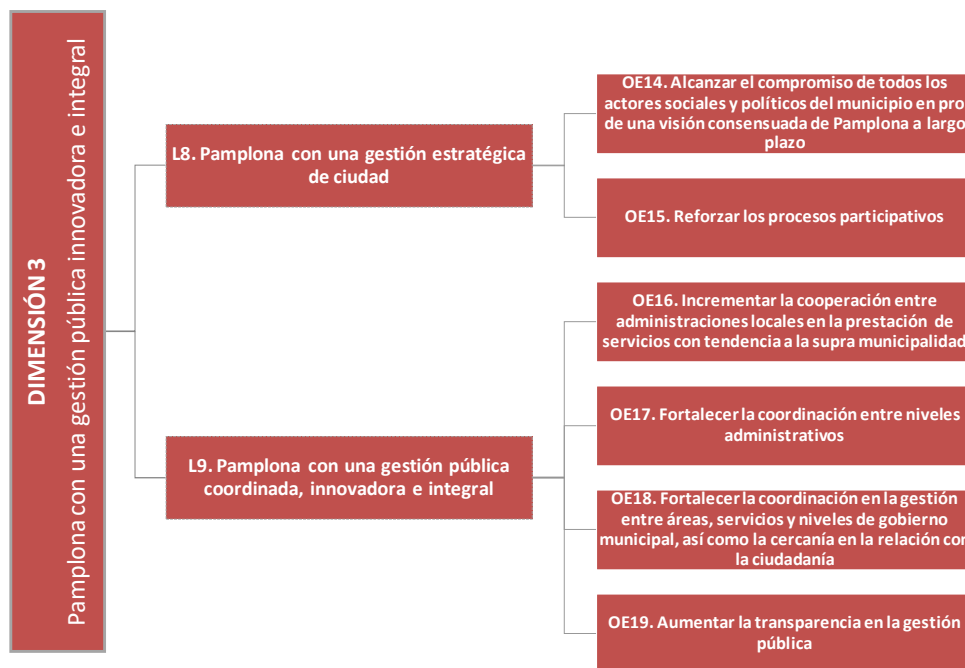 DIMENSIÓN 3
Pamplona con una gestión pública innovadora e integral
L8. Pamplona con una gestión estratégica
de ciudad
OE14. Alcanzar el compromiso de todos los
actores sociales y políticos del municipio en pro
de una visión consensuada de Pamplona a largo
plazo
OE15. Reforzar los procesos participativos
L9. Pamplona con una gestión pública
coordinada, innovadora e integral
OE16. Incrementar la cooperación entre
administraciones locales en la prestación de
servicios con tendencia a la supra municipalidad
OE17. Fortalecer la coordinación entre niveles
administrativos
OE18. Fortalecer la coordinación en la gestión
entre áreas, servicios y niveles de gobierno
municipal, así como la cercanía en la relación con
la ciudadanía
OE19. Aumentar la transparencia en la gestión
pública